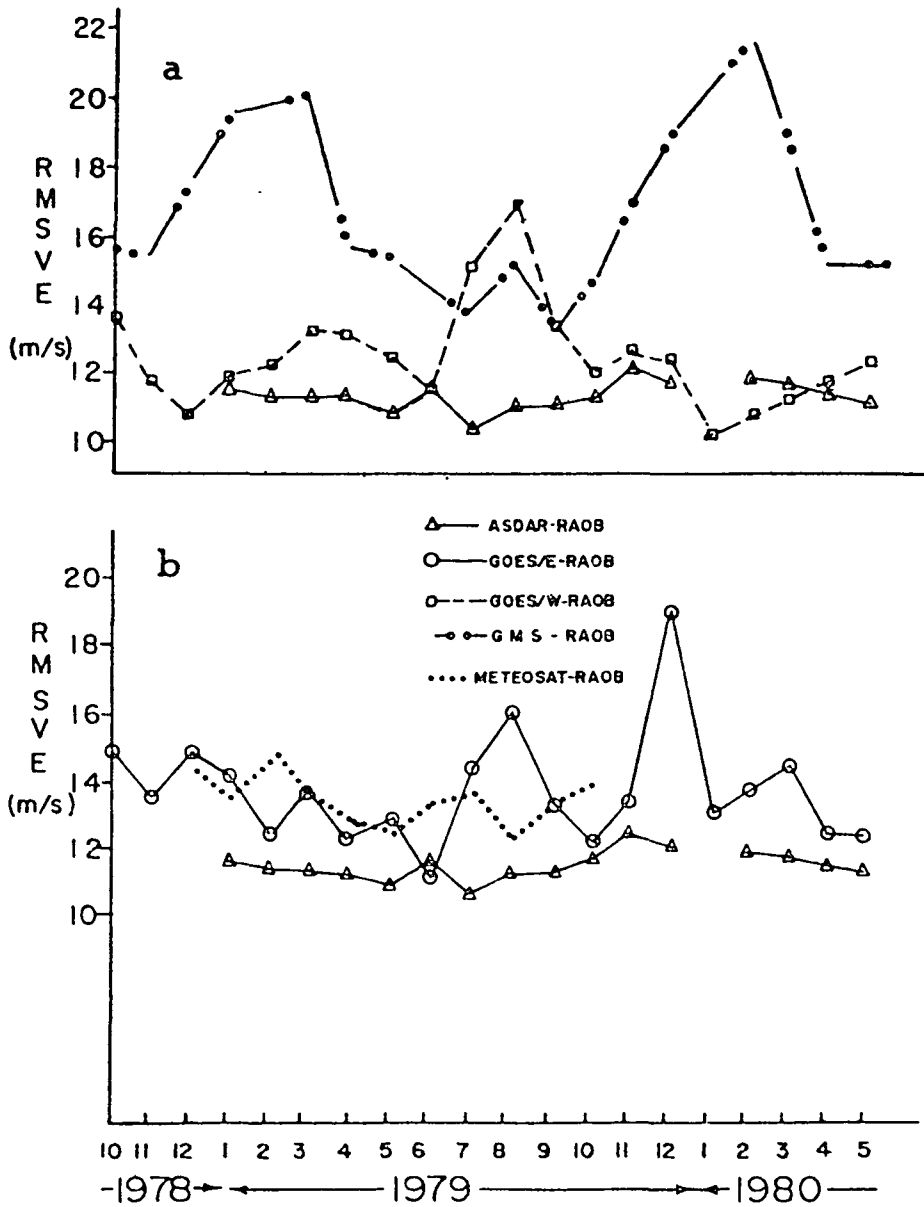 a
22
20
18
16
14
12
10
R
M
S
V
E
(m/s)
b
ASDAR-RAOB
GOES/E-RAOB
GOES/W-RAOB
GMS - RAOB
METEOSAT-RAOB
20
18
16
14
12
10
R
M
S
V
E
(m/s)
10 11 12 1 2 3 4 5 6 7 8 9 10 11 12 1 2 3 4 5
1978 1979 1980